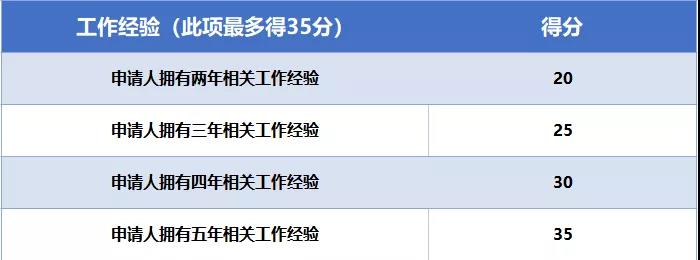 工作经验（此项最多得35分） 得分
申请人拥有两年相关工作经验 20
申请人拥有三年相关工作经验 25
申请人拥有四年相关工作经验 30
申请人拥有五年相关工作经验 35